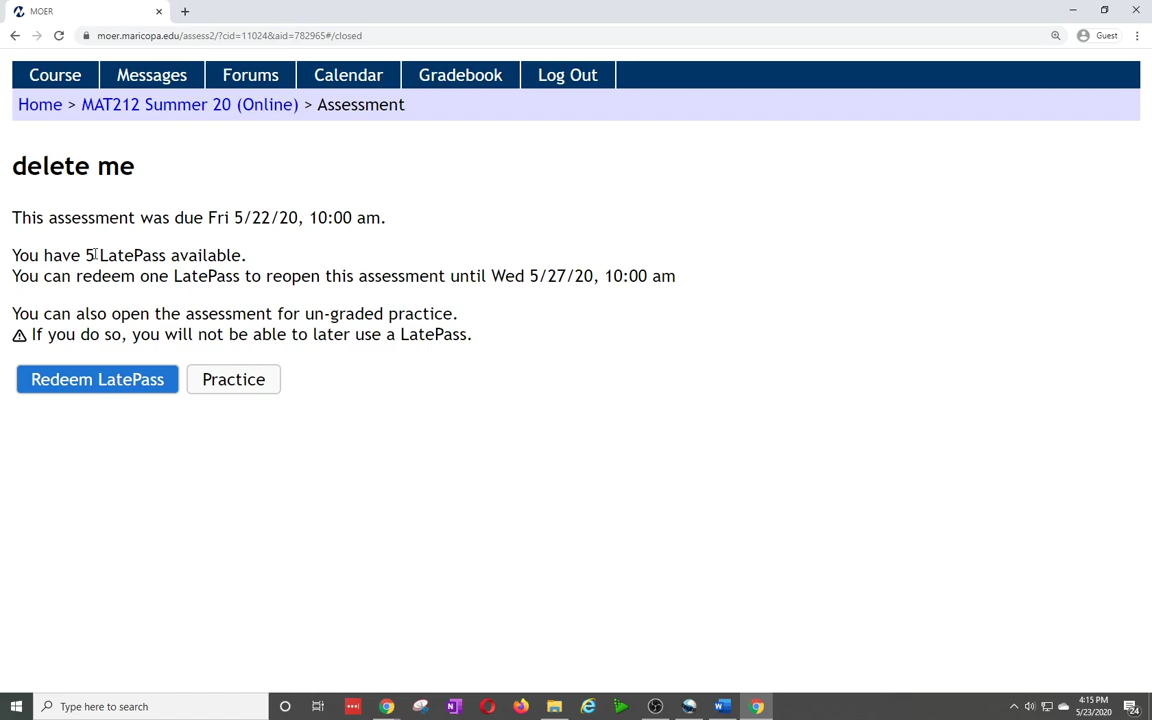 MOER
moer.maricopa.edu/assess2/?cid=11024&aid=782965#/closed
Guest
Course
Messages
Forums
Calendar
Gradebook
Log Out
Home > MAT212 Summer 20 (Online) > Assessment
delete me
This assessment was due Fri 5/22/20, 10:00 am.
You have 5 LatePass available.
You can redeem one LatePass to reopen this assessment until Wed 5/27/20, 10:00 am
You can also open the assessment for un-graded practice.
If you do so, you will not be able to later use a LatePass.
Redeem LatePass
Practice
Type here to search
4:15 PM
5/23/2020
24